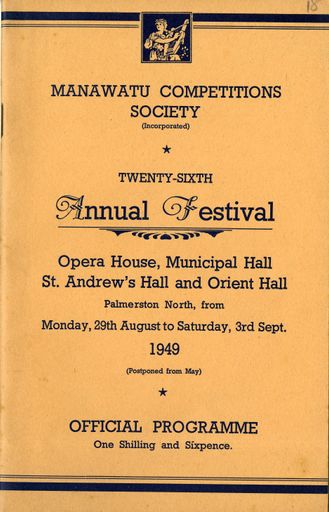 18
MANAWATU COMPETITIONS
SOCIETY
(Incorporated)
TWENTY-SIXTH
Annual Festival
Opera House, Municipal Hall
St. Andrew's Hall and Orient Hall
Palmerston North, from
Monday, 29th August to Saturday, 3rd Sept.
1949
(Postponed from May)
OFFICIAL PROGRAMME
One Shilling and Sixpence.